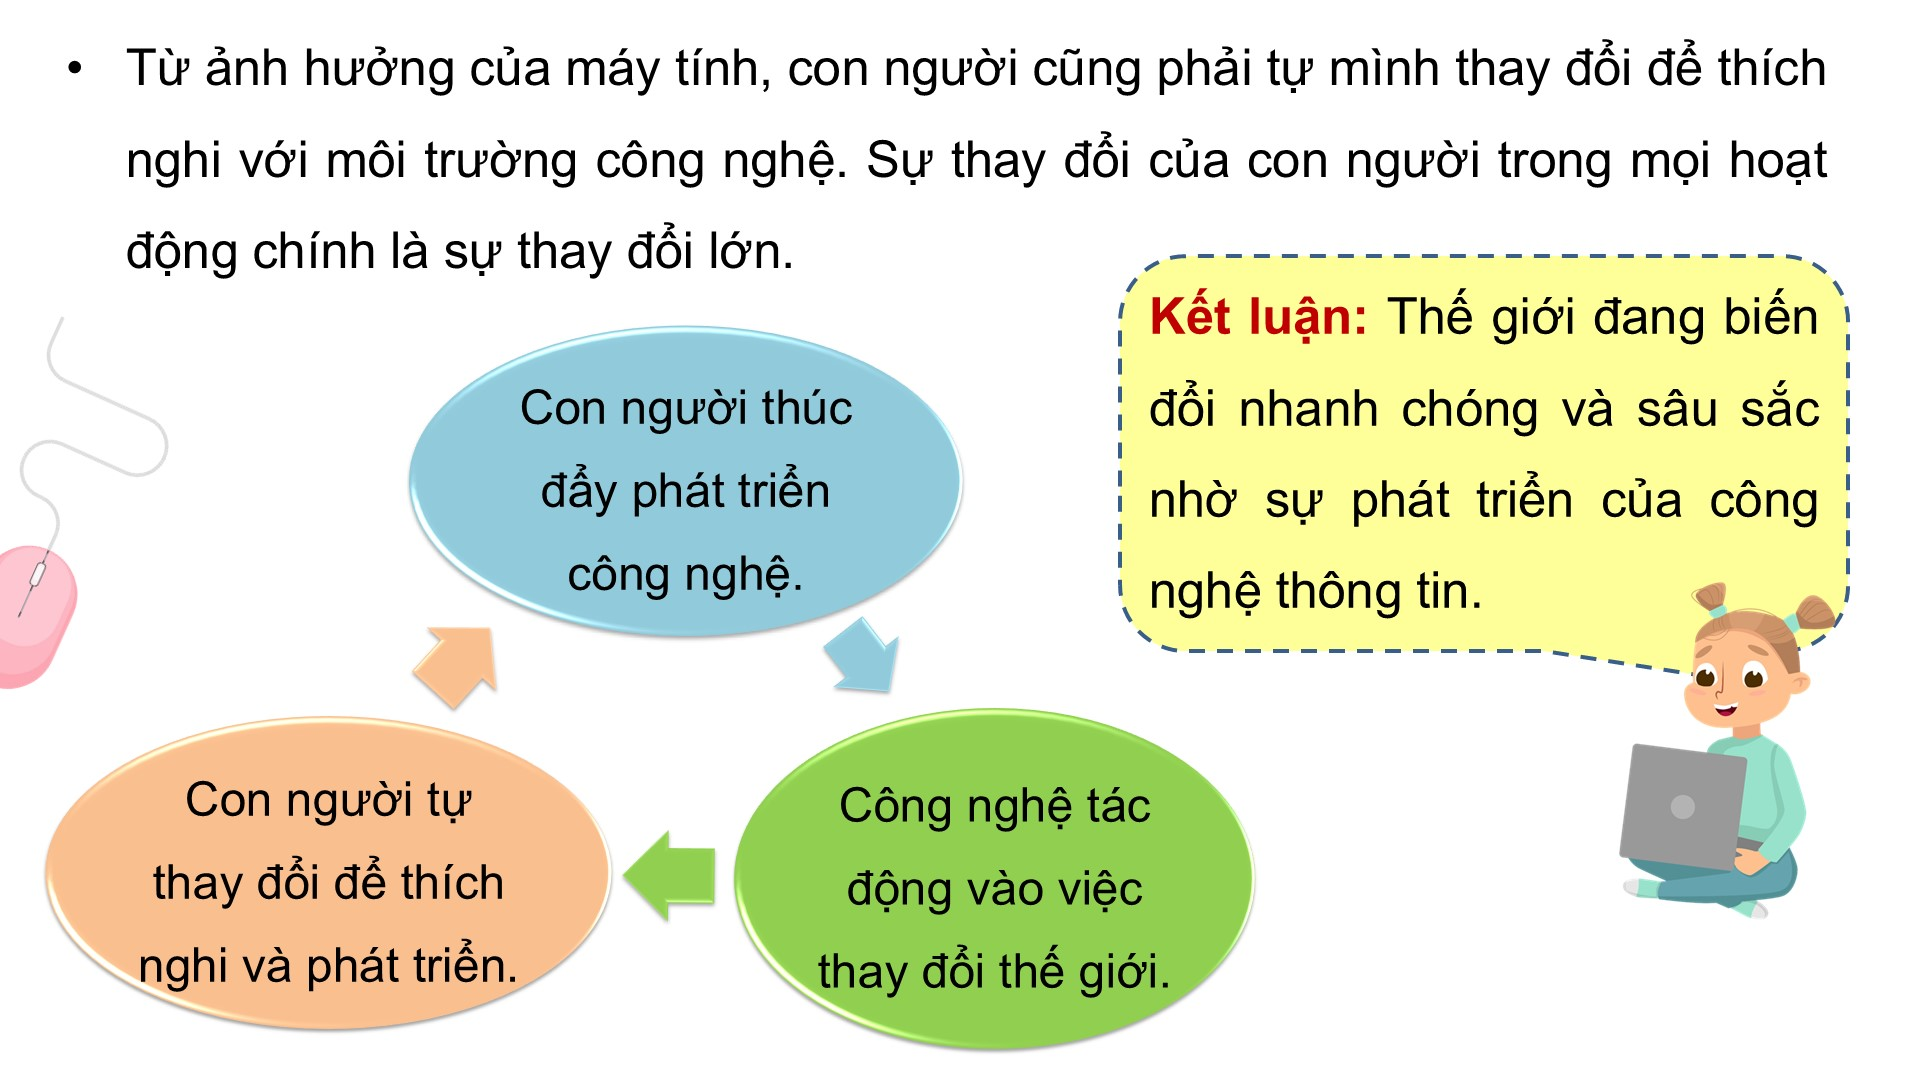 • Từ ảnh hưởng của máy tính, con người cũng phải tự mình thay đổi để thích
nghi với môi trường công nghệ. Sự thay đổi của con người trong mọi hoạt
động chính là sự thay đổi lớn.
Kết luận: Thế giới đang biến
đổi nhanh chóng và sâu sắc
nhờ sự phát triển của công
nghệ thông tin.
Con người thúc
đẩy phát triển
công nghệ.
Công nghệ tác
động vào việc
thay đổi thế giới.
Con người tự
thay đổi để thích
nghi và phát triển.